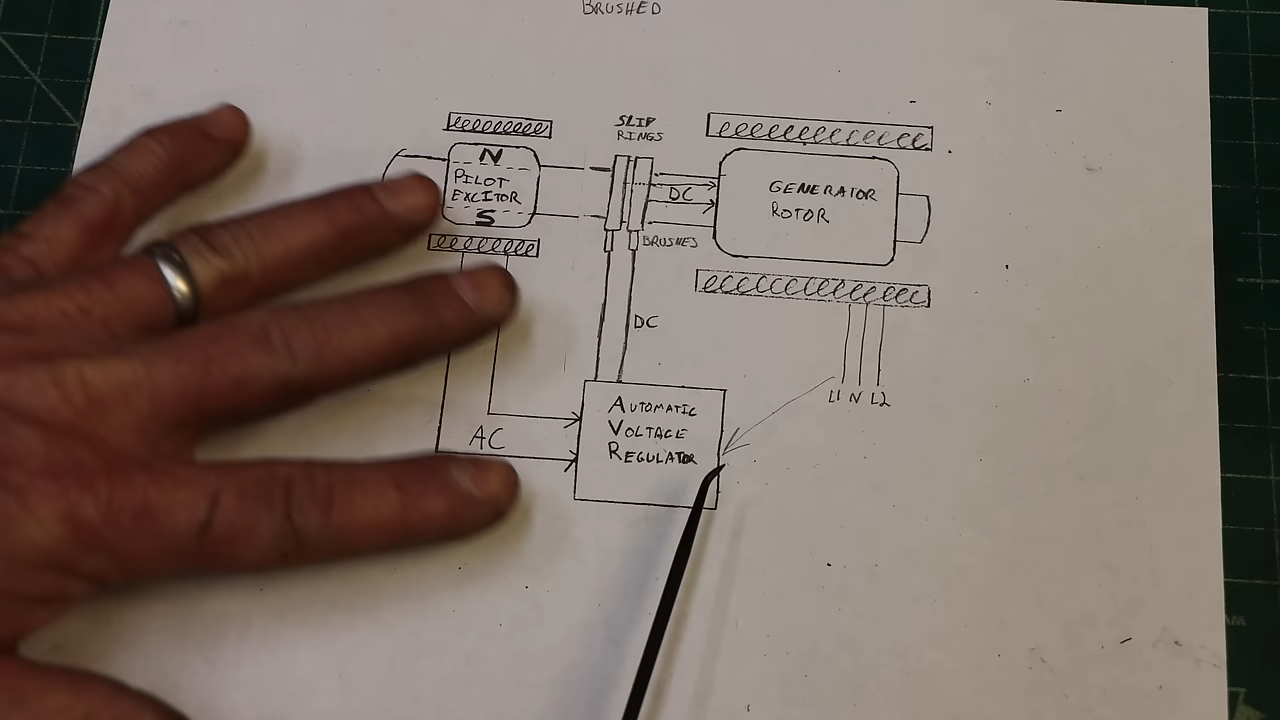 BRUSHED
SLIP
RINGS
N
PILOT
EXCITOR
S
DC
GENERATOR
ROTOR
BRUSHES
DC
L1 N L2
AUTOMATIC
VOLTAGE
REGULATOR
AC